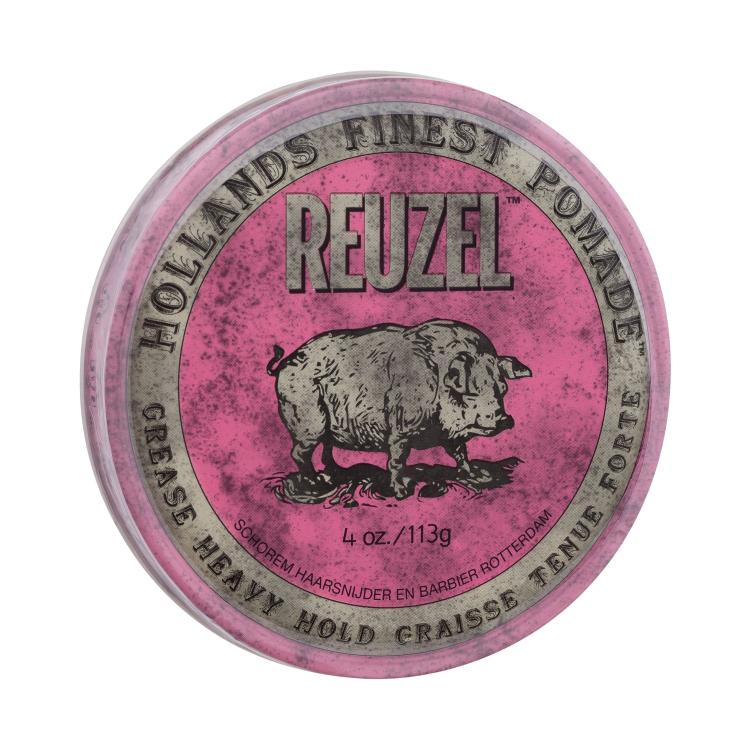 HOLLANDS FINEST POMADE™
REUZEL™
4 oz./113g
SCHOREM HAARSNIJDER EN BARBIER ROTTERDAM
GREASE HEAVY HOLD GRAISSE TENUE FORTE